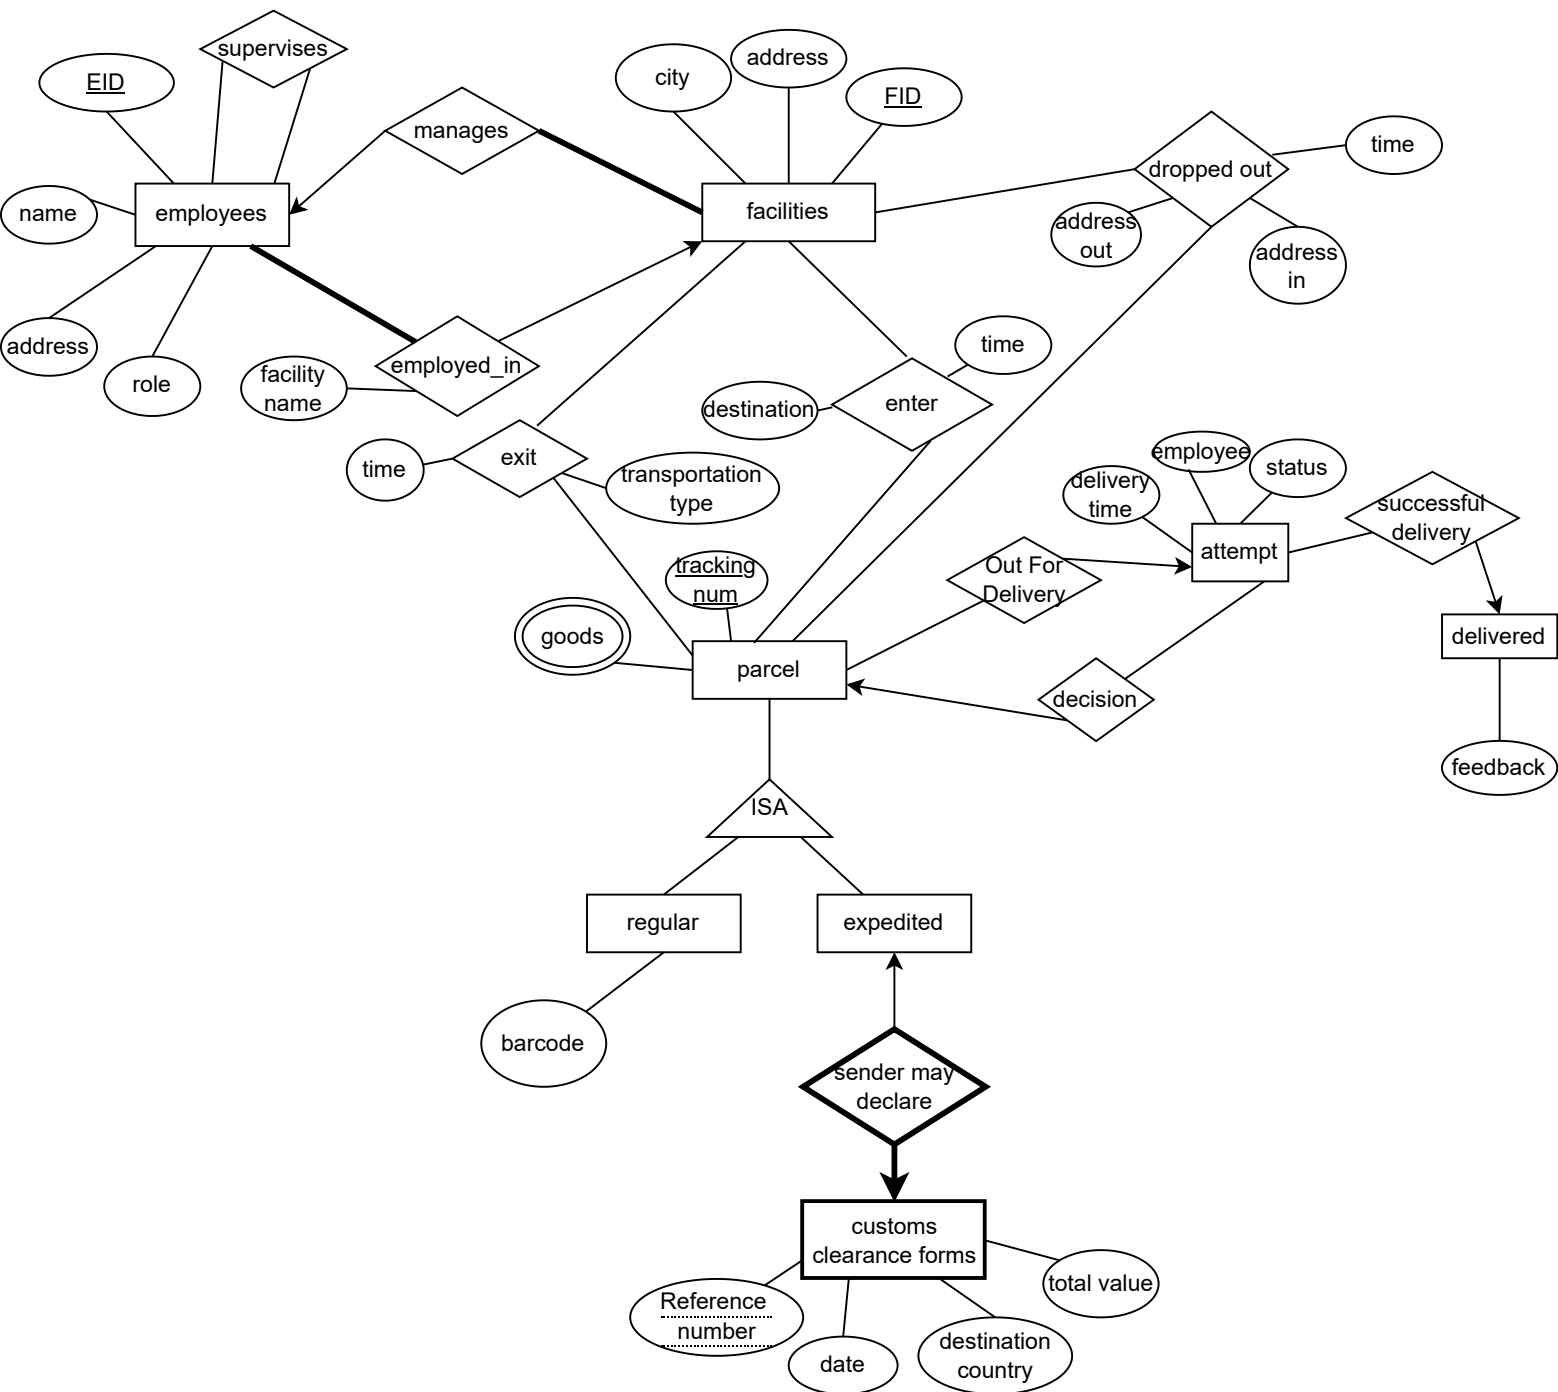 supervises
EID
city
address
FID
manages
time
dropped out
name
employees
facilities
address
out
address
in
address
role
facility
name
employed_in
time
destination
enter
time
exit
transportation
type
employee
status
delivery
time
successful
delivery
attempt
Out For
Delivery
tracking
num
goods
parcel
delivered
decision
feedback
ISA
regular
expedited
barcode
sender may
declare
customs
clearance forms
total value
Reference
number
date
destination
country